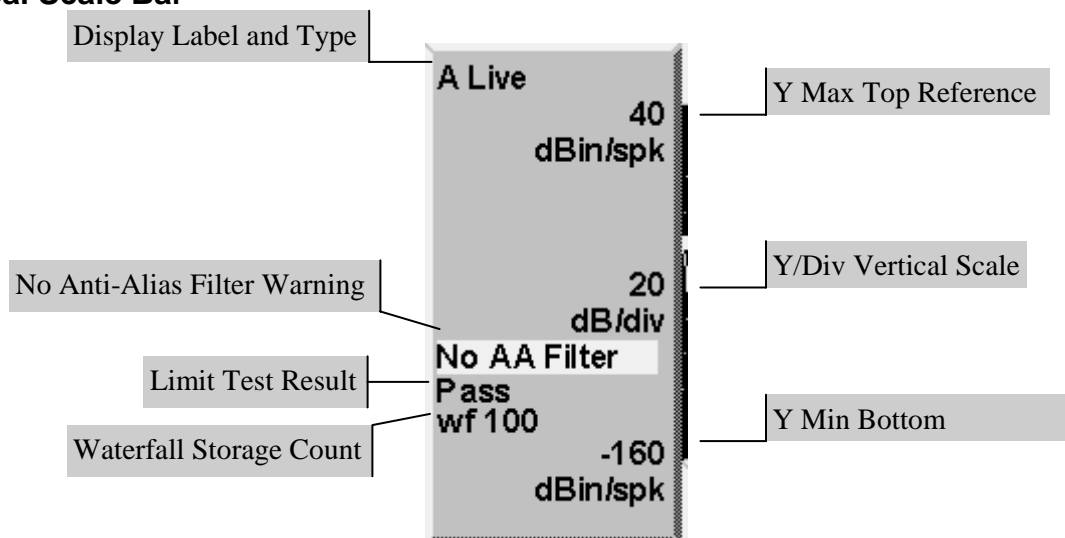 Display Label and Type
A Live
40
dBin/spk
Y Max Top Reference
No Anti-Alias Filter Warning
20
dB/div
Y/Div Vertical Scale
No AA Filter
Limit Test Result
Pass
wf 100
Waterfall Storage Count
-160
dBin/spk
Y Min Bottom